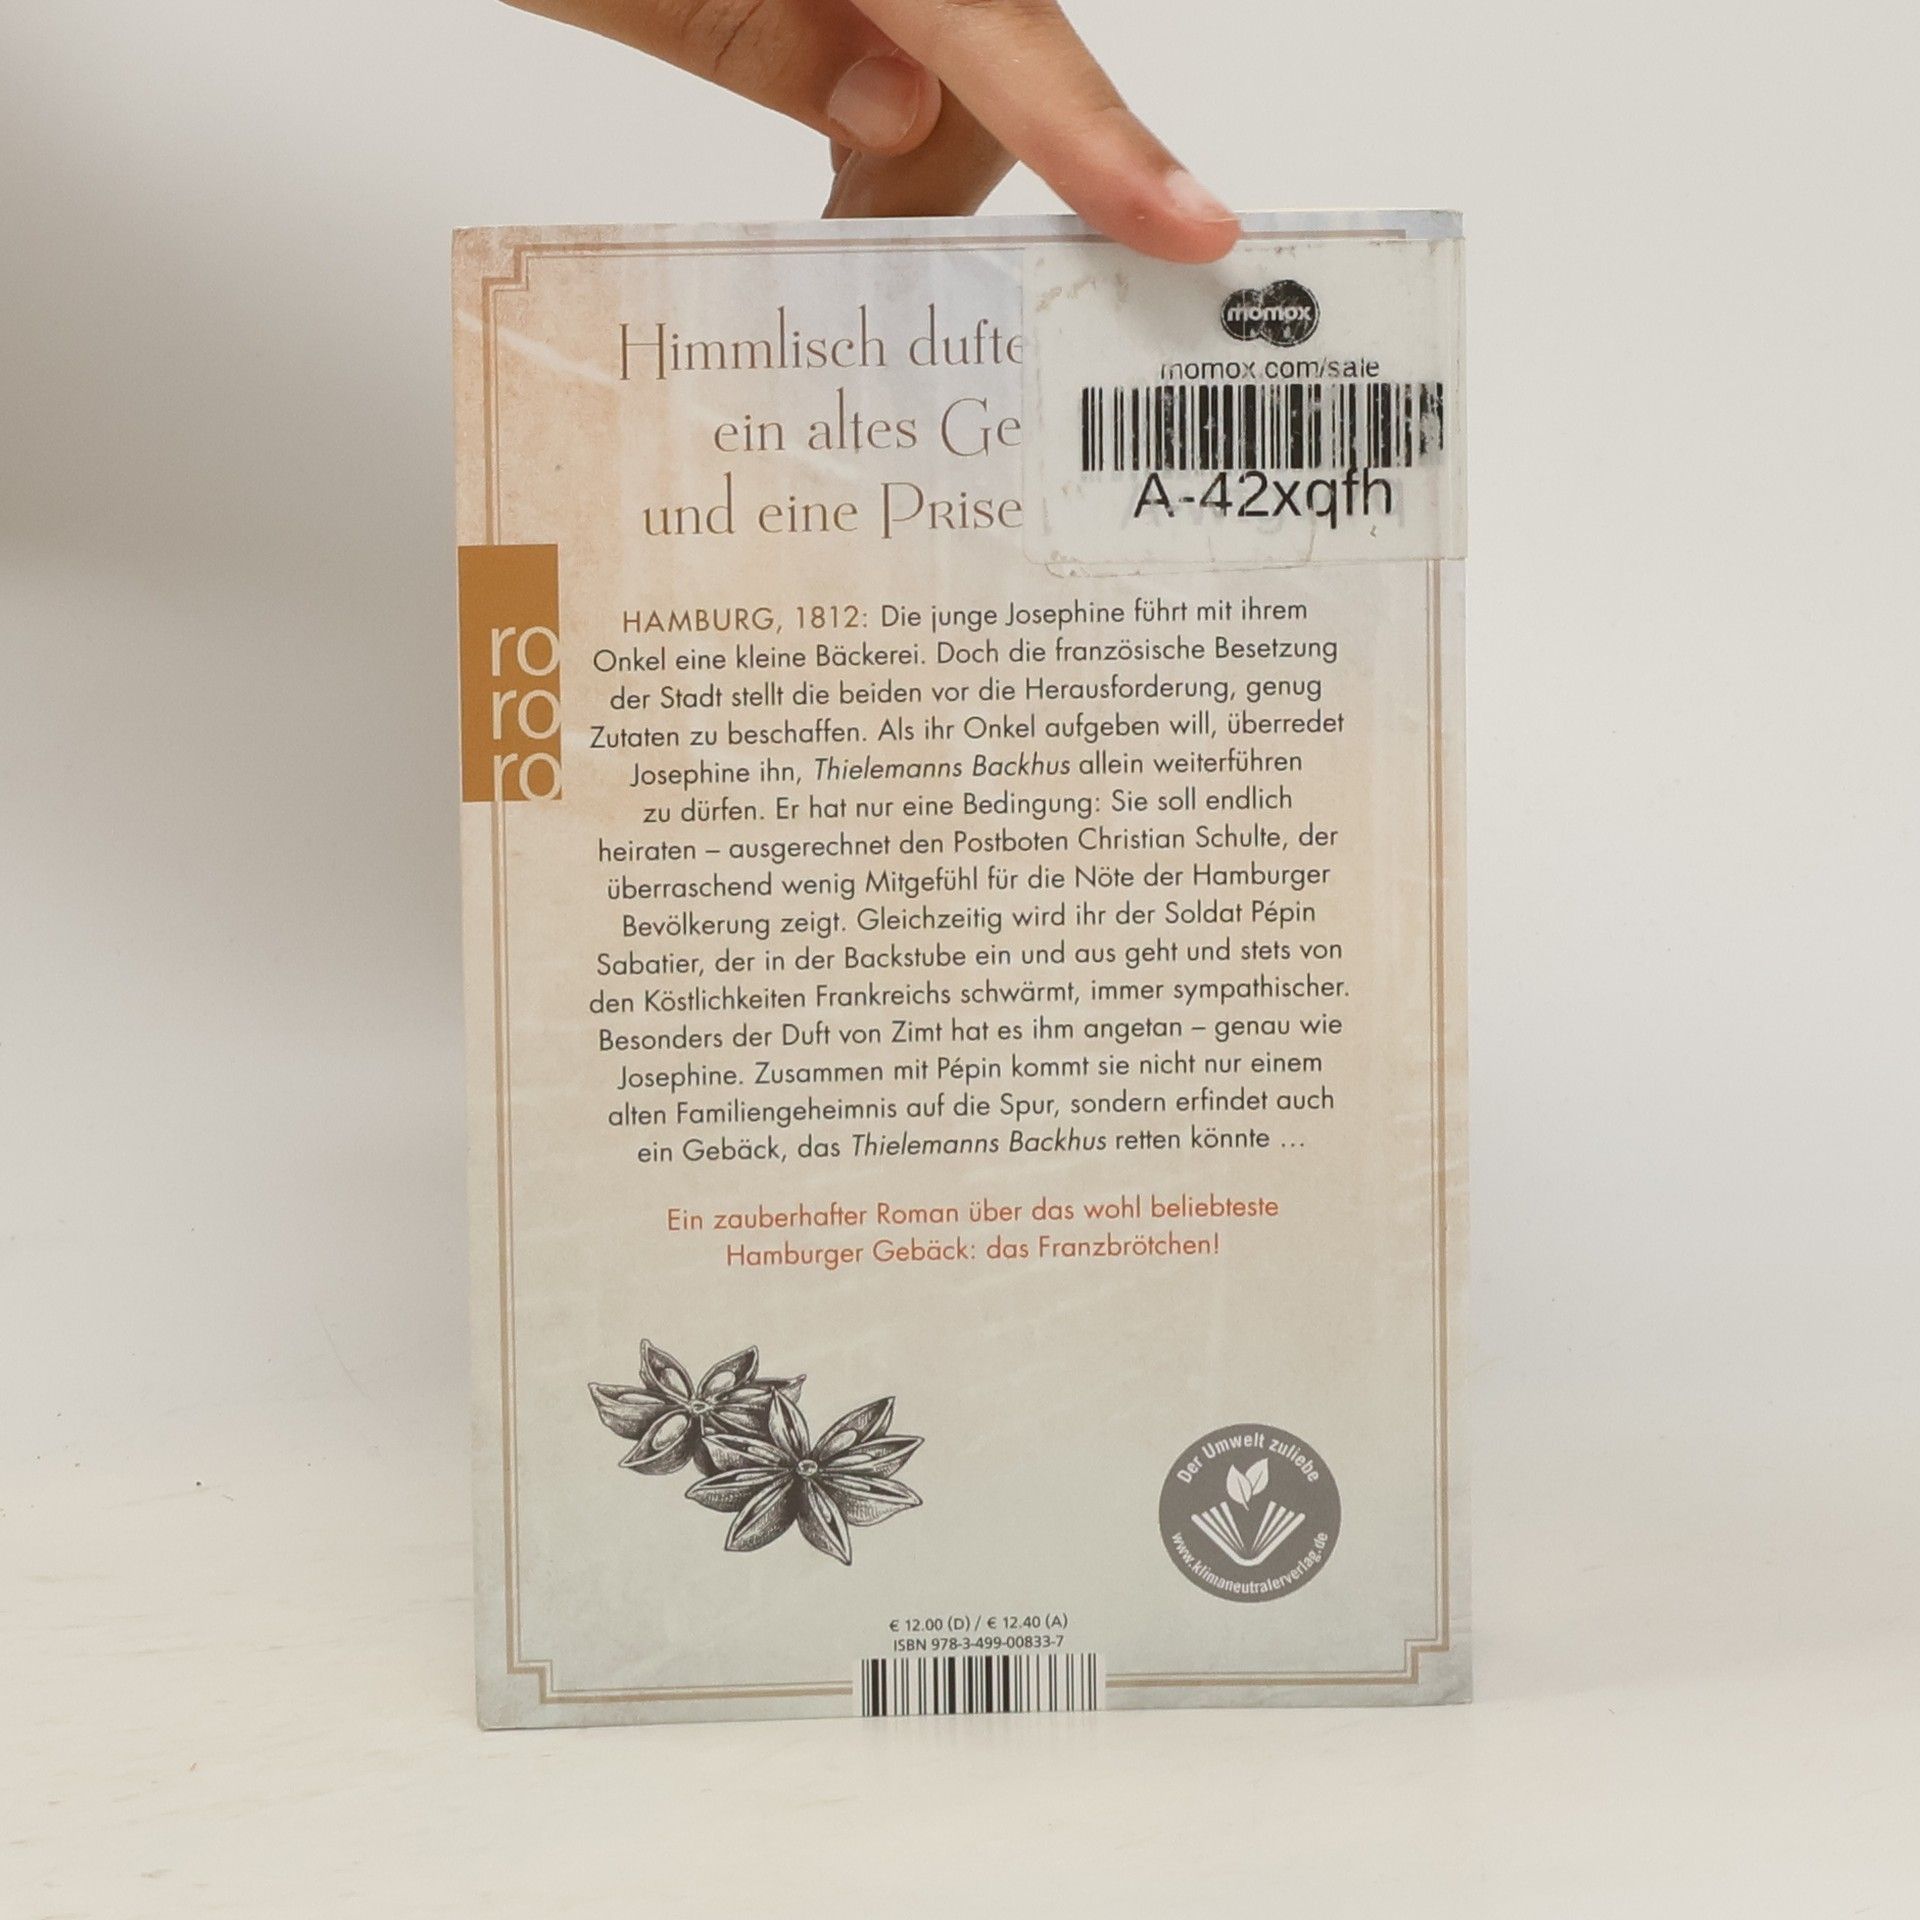 Himmlisch dufte
ein altes Ge
und eine Prise
momox
momox.com/sale
A-42xqfh
ro
ro
ro
HAMBURG, 1812: Die junge Josephine führt mit ihrem
Onkel eine kleine Bäckerei. Doch die französische Besetzung
der Stadt stellt die beiden vor die Herausforderung, genug
Zutaten zu beschaffen. Als ihr Onkel aufgeben will, überredet
Josephine ihn, Thielemanns Backhus allein weiterführen
zu dürfen. Er hat nur eine Bedingung: Sie soll endlich
heiraten – ausgerechnet den Postboten Christian Schulte, der
überraschend wenig Mitgefühl für die Nöte der Hamburger
Bevölkerung zeigt. Gleichzeitig wird ihr der Soldat Pépin
Sabatier, der in der Backstube ein und aus geht und stets von
den Köstlichkeiten Frankreichs schwärmt, immer sympathischer.
Besonders der Duft von Zimt hat es ihm angetan – genau wie
Josephine. Zusammen mit Pépin kommt sie nicht nur einem
alten Familiengeheimnis auf die Spur, sondern erfindet auch
ein Gebäck, das Thielemanns Backhus retten könnte ...
Ein zauberhafter Roman über das wohl beliebteste
Hamburger Gebäck: das Franzbrötchen!
Der Umwelt zuliebe
www.klimaneutralerverlag.de
€ 12.00 (D) / € 12.40 (A)
ISBN 978-3-499-00833-7